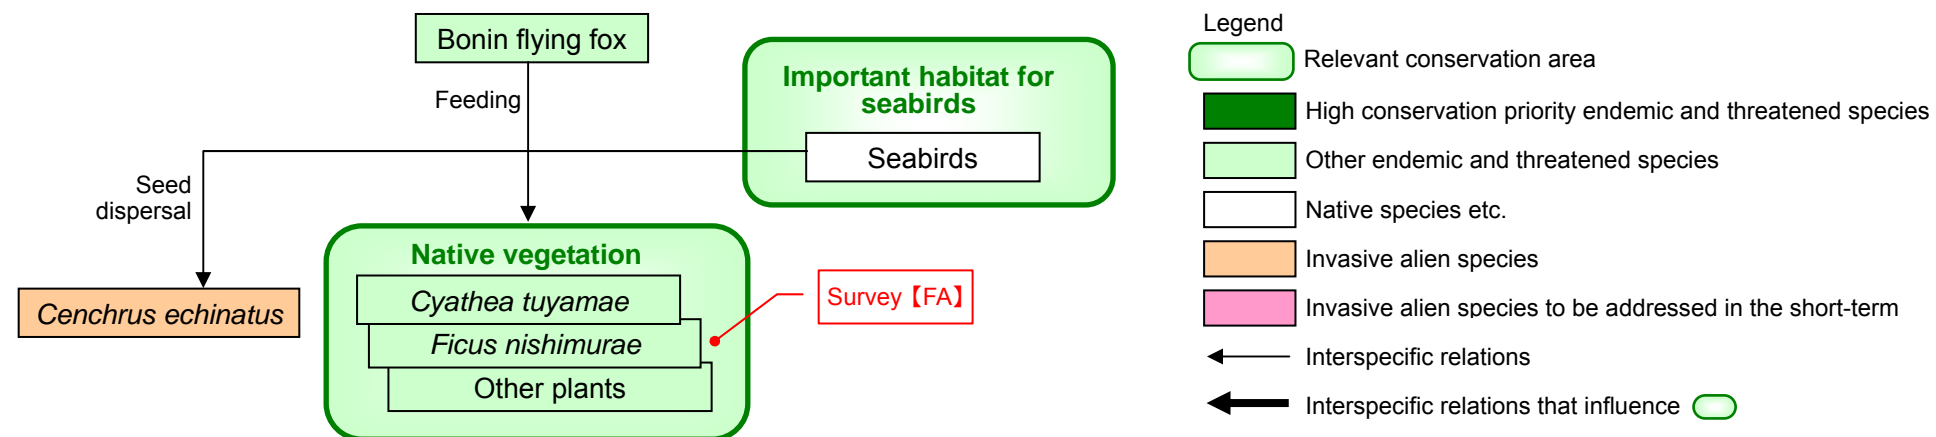 Bonin flying fox
Feeding
Important habitat for
seabirds
Seabirds
Seed
dispersal
Native vegetation
Cyathea tuyamae
Ficus nishimurae
Other plants
Cenchrus echinatus
Survey【FA】
Legend
Relevant conservation area
High conservation priority endemic and threatened species
Other endemic and threatened species
Native species etc.
Invasive alien species
Invasive alien species to be addressed in the short-term
Interspecific relations
Interspecific relations that influence